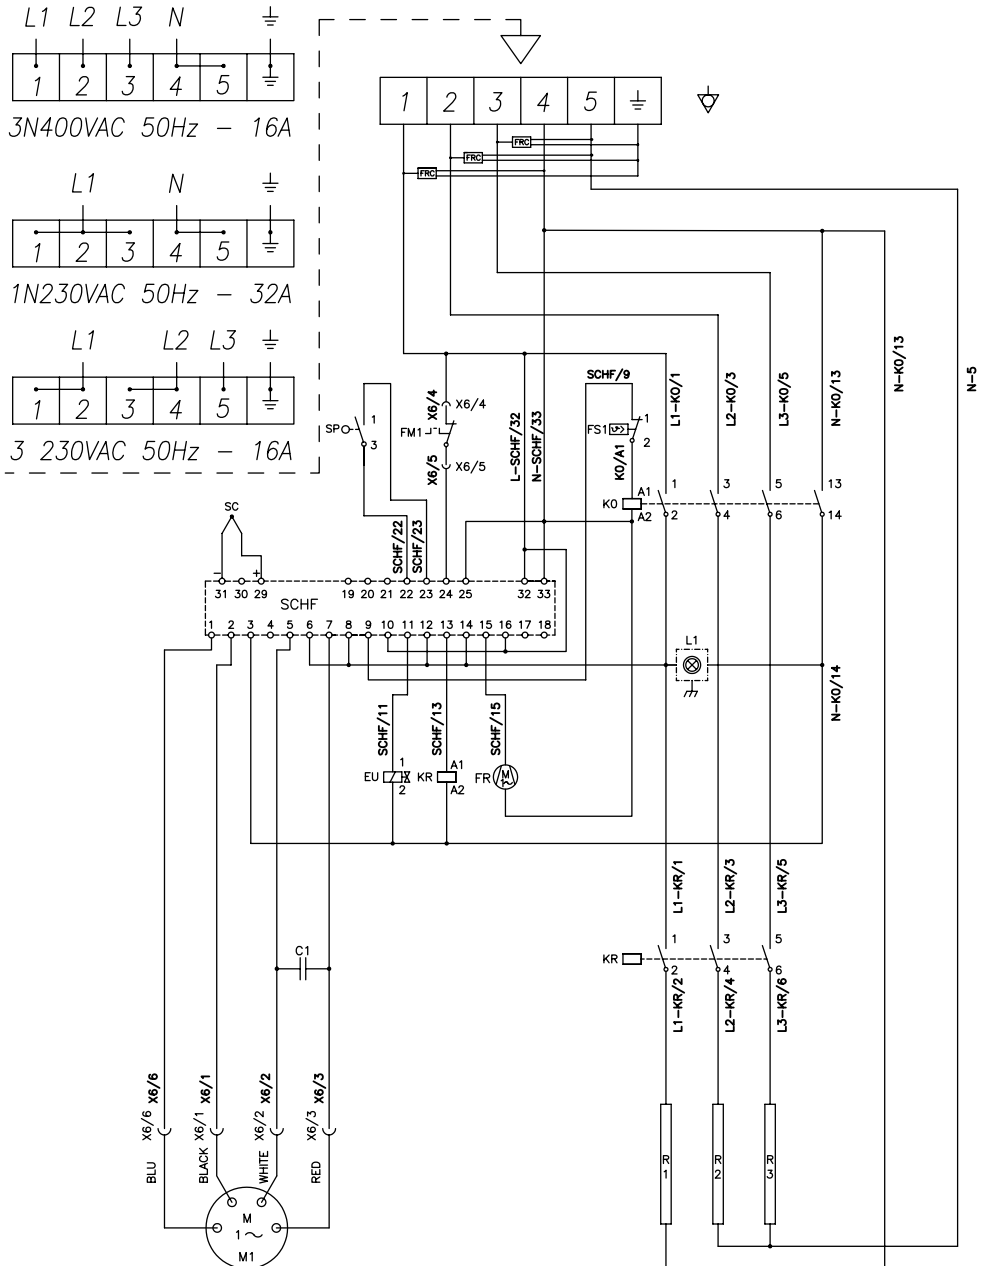 L1 L2 L3 N
1 2 3 4 5
3N400VAC 50Hz - 16A
L1 N
1 2 3 4 5
1N230VAC 50Hz - 32A
L1 L2 L3
1 2 3 4 5
3 230VAC 50Hz - 16A
1 2 3 4 5
FRC
FRC
FRC
N-K0/13
N-5
L1-K0/1
L2-K0/3
L3-K0/5
N-K0/13
SCHF/9
SP
1
3
X6/4
X6/4
FM1
X6/5
X6/5
L-SCHF/32
N-SCHF/33
FS1
1
2
K0/A1
K0
A1
A2
1
2
3
4
5
6
13
14
SC
- +
SCHF/22
SCHF/23
31 30 29 19 20 21 22 23 24 25 32 33
SCHF
1 2 3 4 5 6 7 8 9 10 11 12 13 14 15 16 17 18
L1
N-K0/14
SCHF/11
SCHF/13
SCHF/15
EU
1
2
KR
A1
A2
FR
M
1
L1-KR/1
L2-KR/3
L3-KR/5
C1
KR
1
2
3
4
5
6
L1-KR/2
L2-KR/4
L3-KR/6
X6/6
X6/1
X6/2
X6/3
X6/6
X6/1
X6/2
X6/3
BLU
BLACK
WHITE
RED
R1
R2
R3
M
1
M1